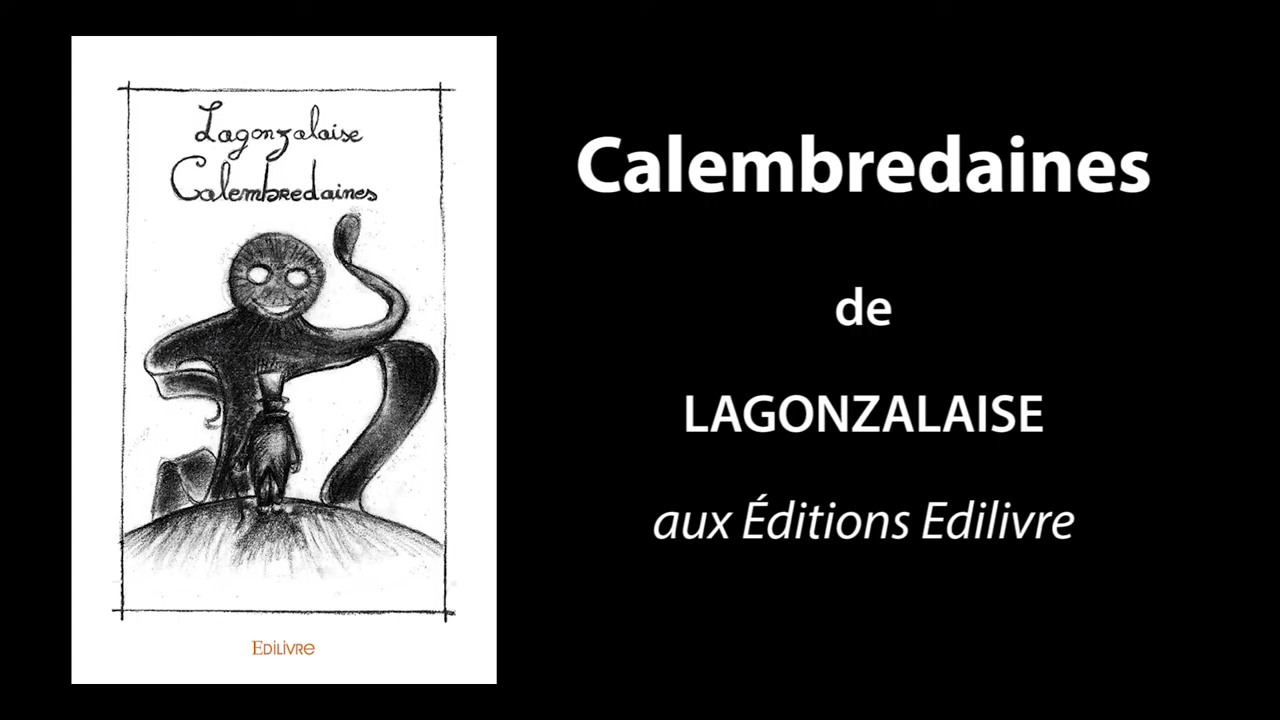 Lagonzalaise
Calembredaines
EDiLiVRe
Calembredaines
de
LAGONZALAISE
aux Éditions Edilivre